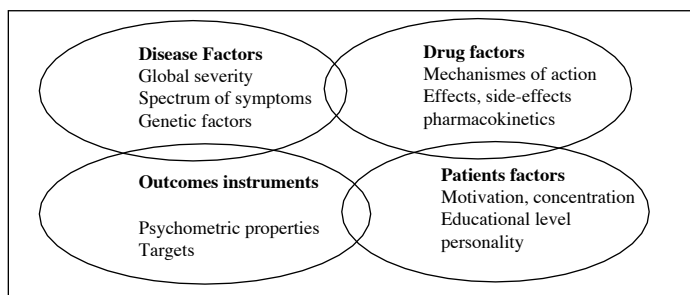 Disease Factors
Global severity
Spectrum of symptoms
Genetic factors
Drug factors
Mechanismes of action
Effects, side-effects
pharmacokinetics
Outcomes instruments
Psychometric properties
Targets
Patients factors
Motivation, concentration
Educational level
personality